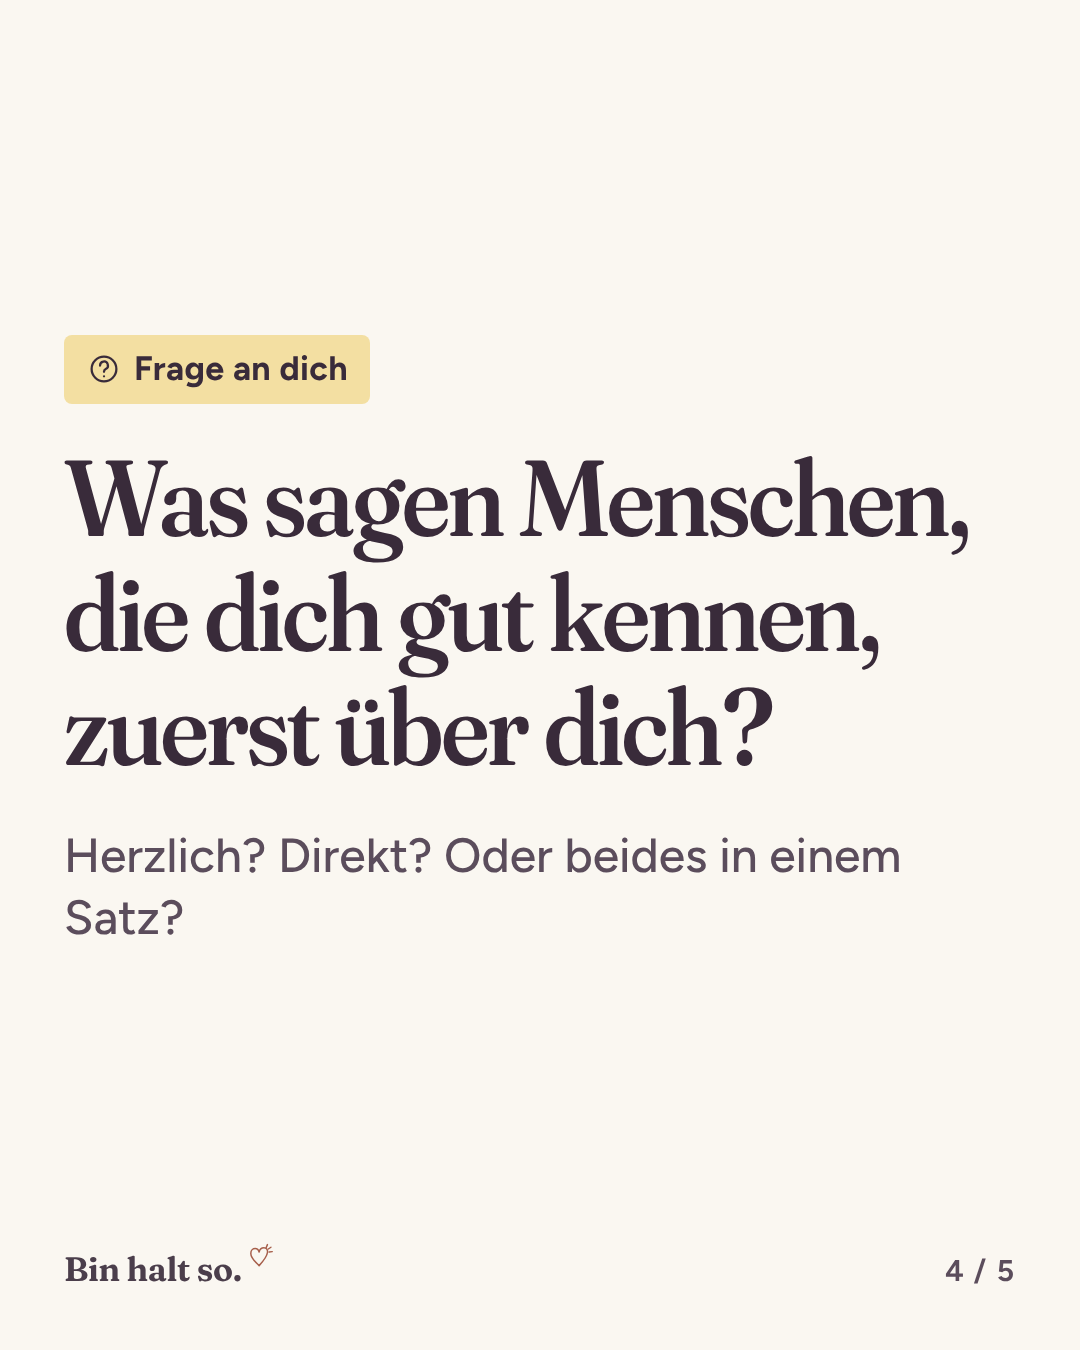 Frage an dich
Was sagen Menschen,
die dich gut kennen,
zuerst über dich?
Herzlich? Direkt? Oder beides in einem
Satz?
Bin halt so.
4 / 5